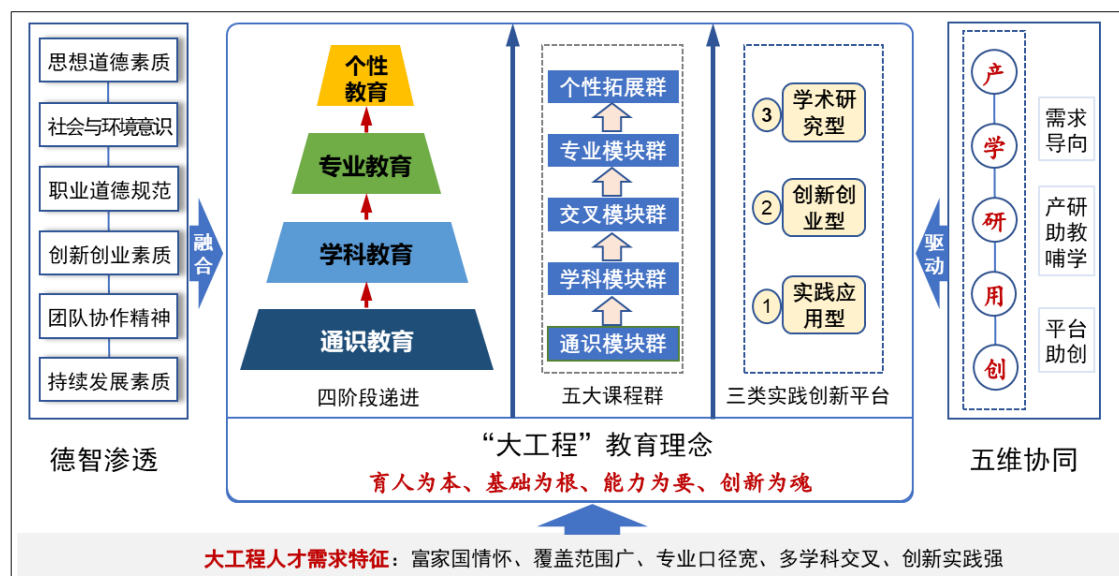 思想道德素质
社会与环境意识
职业道德规范
创新创业素质
团队协作精神
持续发展素质
德智渗透
融合
个性
教育
专业教育
学科教育
通识教育
四阶段递进
个性拓展群
专业模块群
交叉模块群
学科模块群
通识模块群
五大课程群
3
学术研
究型
2
创新创
业型
1
实践应
用型
三类实践创新平台
“大工程”教育理念
育人为本、基础为根、能力为要、创新为魂
驱动
产
学
研
用
创
需求
导向
产研
助教
哺学
平台
助创
五维协同
大工程人才需求特征：富家国情怀、覆盖范围广、专业口径宽、多学科交叉、创新实践强